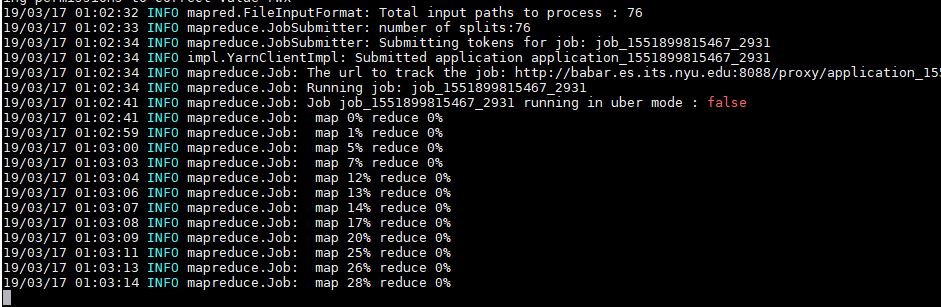 19/03/17 01:02:32 INFO mapred.FileInputFormat: Total input paths to process : 76
19/03/17 01:02:33 INFO mapreduce.JobSubmitter: number of splits:76
19/03/17 01:02:34 INFO mapreduce.JobSubmitter: Submitting tokens for job: job_1551899815467_2931
19/03/17 01:02:34 INFO impl.YarnClientImpl: Submitted application application_1551899815467_2931
19/03/17 01:02:34 INFO mapreduce.Job: The url to track the job: http://babar.es.its.nyu.edu:8088/proxy/application_155
19/03/17 01:02:34 INFO mapreduce.Job: Running job: job_1551899815467_2931
19/03/17 01:02:41 INFO mapreduce.Job: Job job_1551899815467_2931 running in uber mode : false
19/03/17 01:02:41 INFO mapreduce.Job:  map 0% reduce 0%
19/03/17 01:02:59 INFO mapreduce.Job:  map 1% reduce 0%
19/03/17 01:03:00 INFO mapreduce.Job:  map 5% reduce 0%
19/03/17 01:03:03 INFO mapreduce.Job:  map 7% reduce 0%
19/03/17 01:03:04 INFO mapreduce.Job:  map 12% reduce 0%
19/03/17 01:03:06 INFO mapreduce.Job:  map 13% reduce 0%
19/03/17 01:03:07 INFO mapreduce.Job:  map 14% reduce 0%
19/03/17 01:03:08 INFO mapreduce.Job:  map 17% reduce 0%
19/03/17 01:03:09 INFO mapreduce.Job:  map 20% reduce 0%
19/03/17 01:03:11 INFO mapreduce.Job:  map 25% reduce 0%
19/03/17 01:03:13 INFO mapreduce.Job:  map 26% reduce 0%
19/03/17 01:03:14 INFO mapreduce.Job:  map 28% reduce 0%